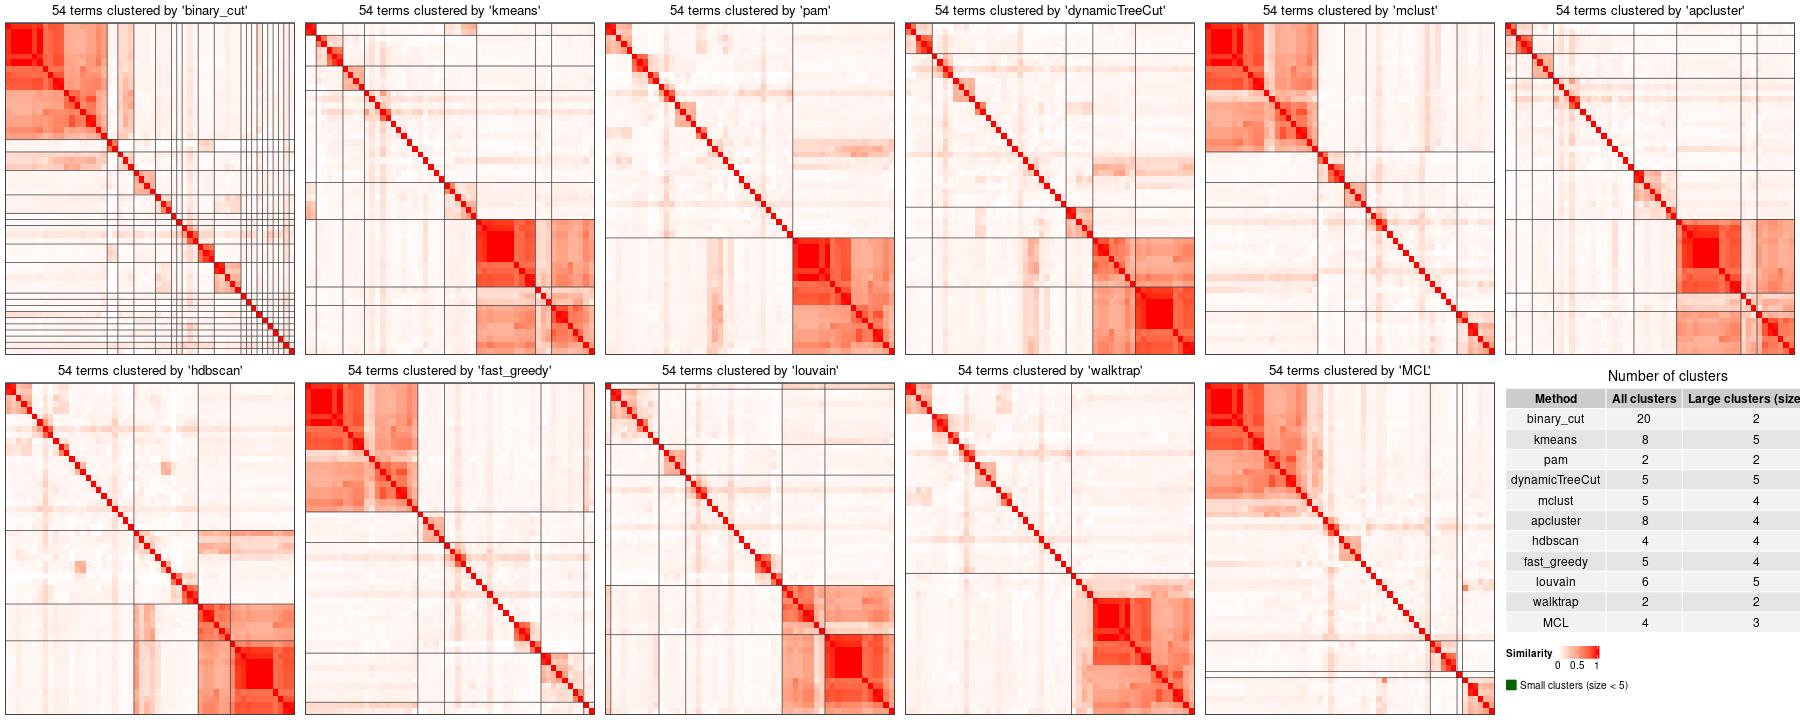 54 terms clustered by 'binary_cut'
54 terms clustered by 'kmeans'
54 terms clustered by 'pam'
54 terms clustered by 'dynamicTreeCut'
54 terms clustered by 'mclust'
54 terms clustered by 'apcluster'
54 terms clustered by 'hdbscan'
54 terms clustered by 'fast_greedy'
54 terms clustered by 'louvain'
54 terms clustered by 'walktrap'
54 terms clustered by 'MCL'
Number of clusters
Method All clusters Large clusters (size
binary_cut 20 2
kmeans 8 5
pam 2 2
dynamicTreeCut 5 5
mclust 5 4
apcluster 8 4
hdbscan 4 4
fast_greedy 5 4
louvain 6 5
walktrap 2 2
MCL 4 3
Similarity
0 0.5 1
Small clusters (size < 5)